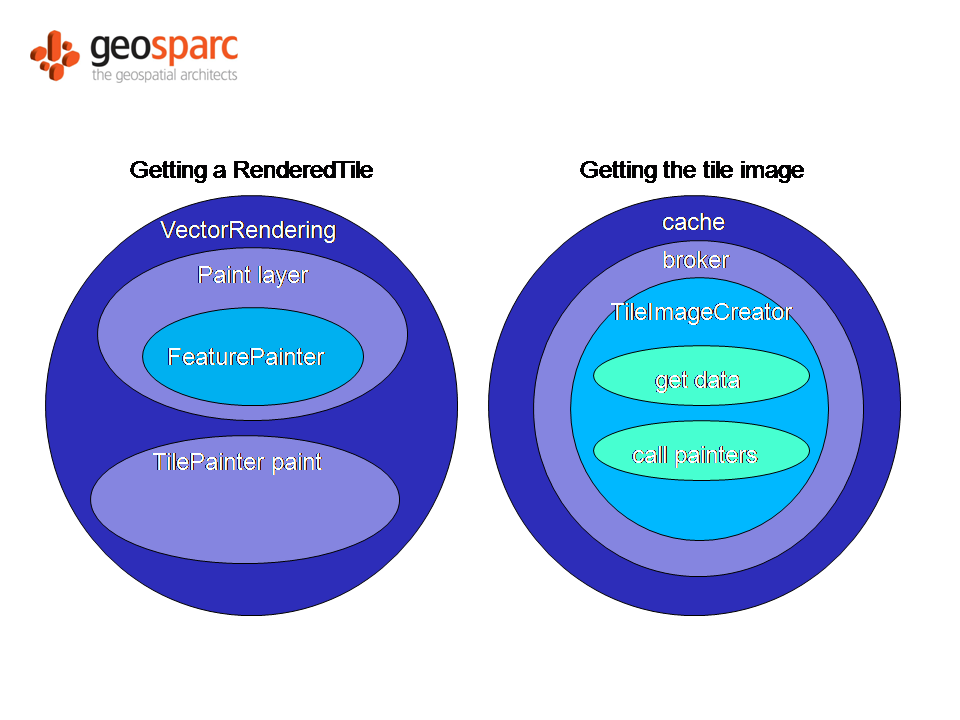 geosparc
the geospatial architects
Getting a RenderedTile
VectorRendering
Paint layer
FeaturePainter
TilePainter paint
Getting the tile image
cache
broker
TileImageCreator
get data
call painters